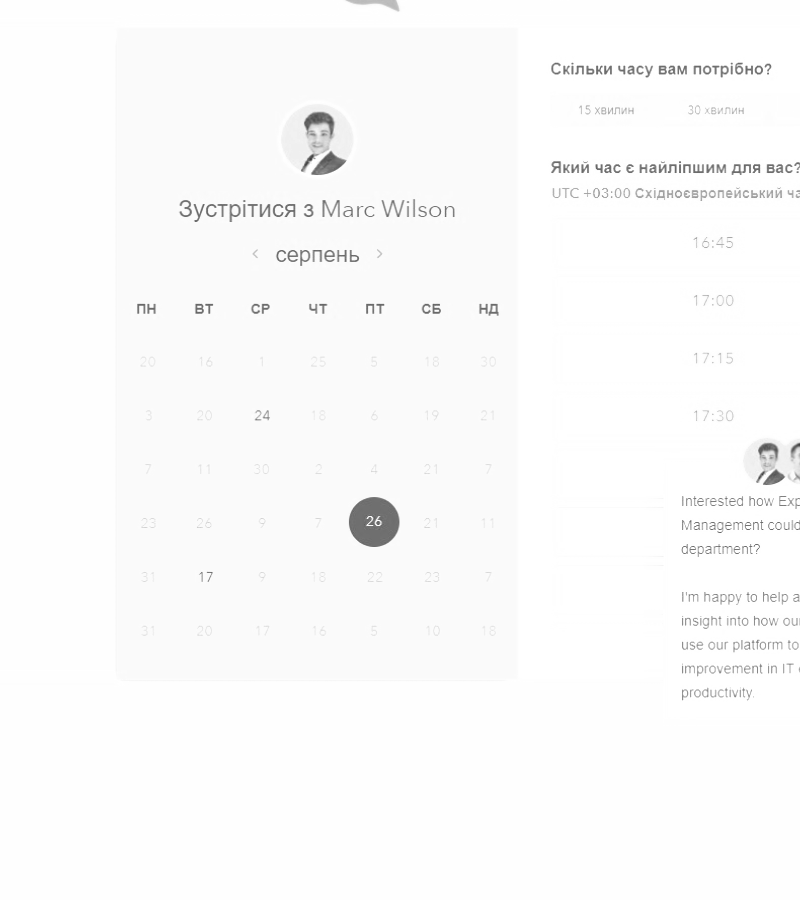 Зустрітися з Marc Wilson
серпень
ПН ВТ СР ЧТ ПТ СБ НД
20 16 1 25 5 18 30
3 20 24 18 6 19 21
7 11 30 2 4 21 7
23 26 9 7 26 21 11
31 17 9 18 22 23 7
31 20 17 16 5 10 18
Скільки часу вам потрібно?
15 хвилин 30 хвилин
Який час є найліпшим для вас?
UTC +03:00 Східноєвропейський ча
16:45
17:00
17:15
17:30
Interested how Exp
Management could
department?
I'm happy to help a
insight into how ou
use our platform to
improvement in IT
productivity.